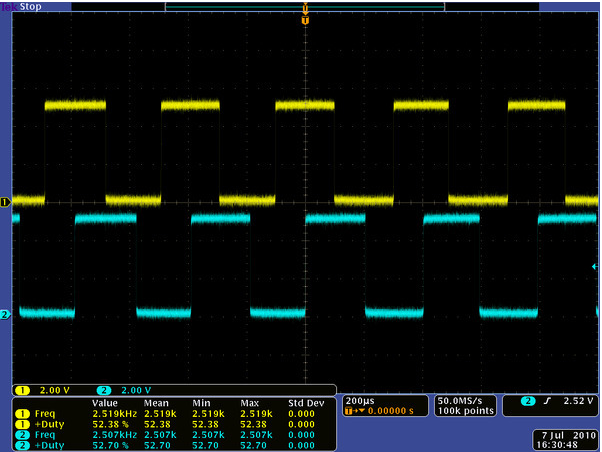 Tek Stop
T
T
1
2
1 2.00 V 2 2.00 V
Value Mean Min Max Std Dev
1 Freq 2.519kHz 2.519k 2.519k 2.519k 0.000
1 +Duty 52.38 % 52.38 52.38 52.38 0.000
2 Freq 2.507kHz 2.507k 2.507k 2.507k 0.000
2 +Duty 52.70 % 52.70 52.70 52.70 0.000
200µs
T→▼ 0.00000 s
50.0MS/s
100k points
2 2.52 V
7 Jul 2010
16:30:48